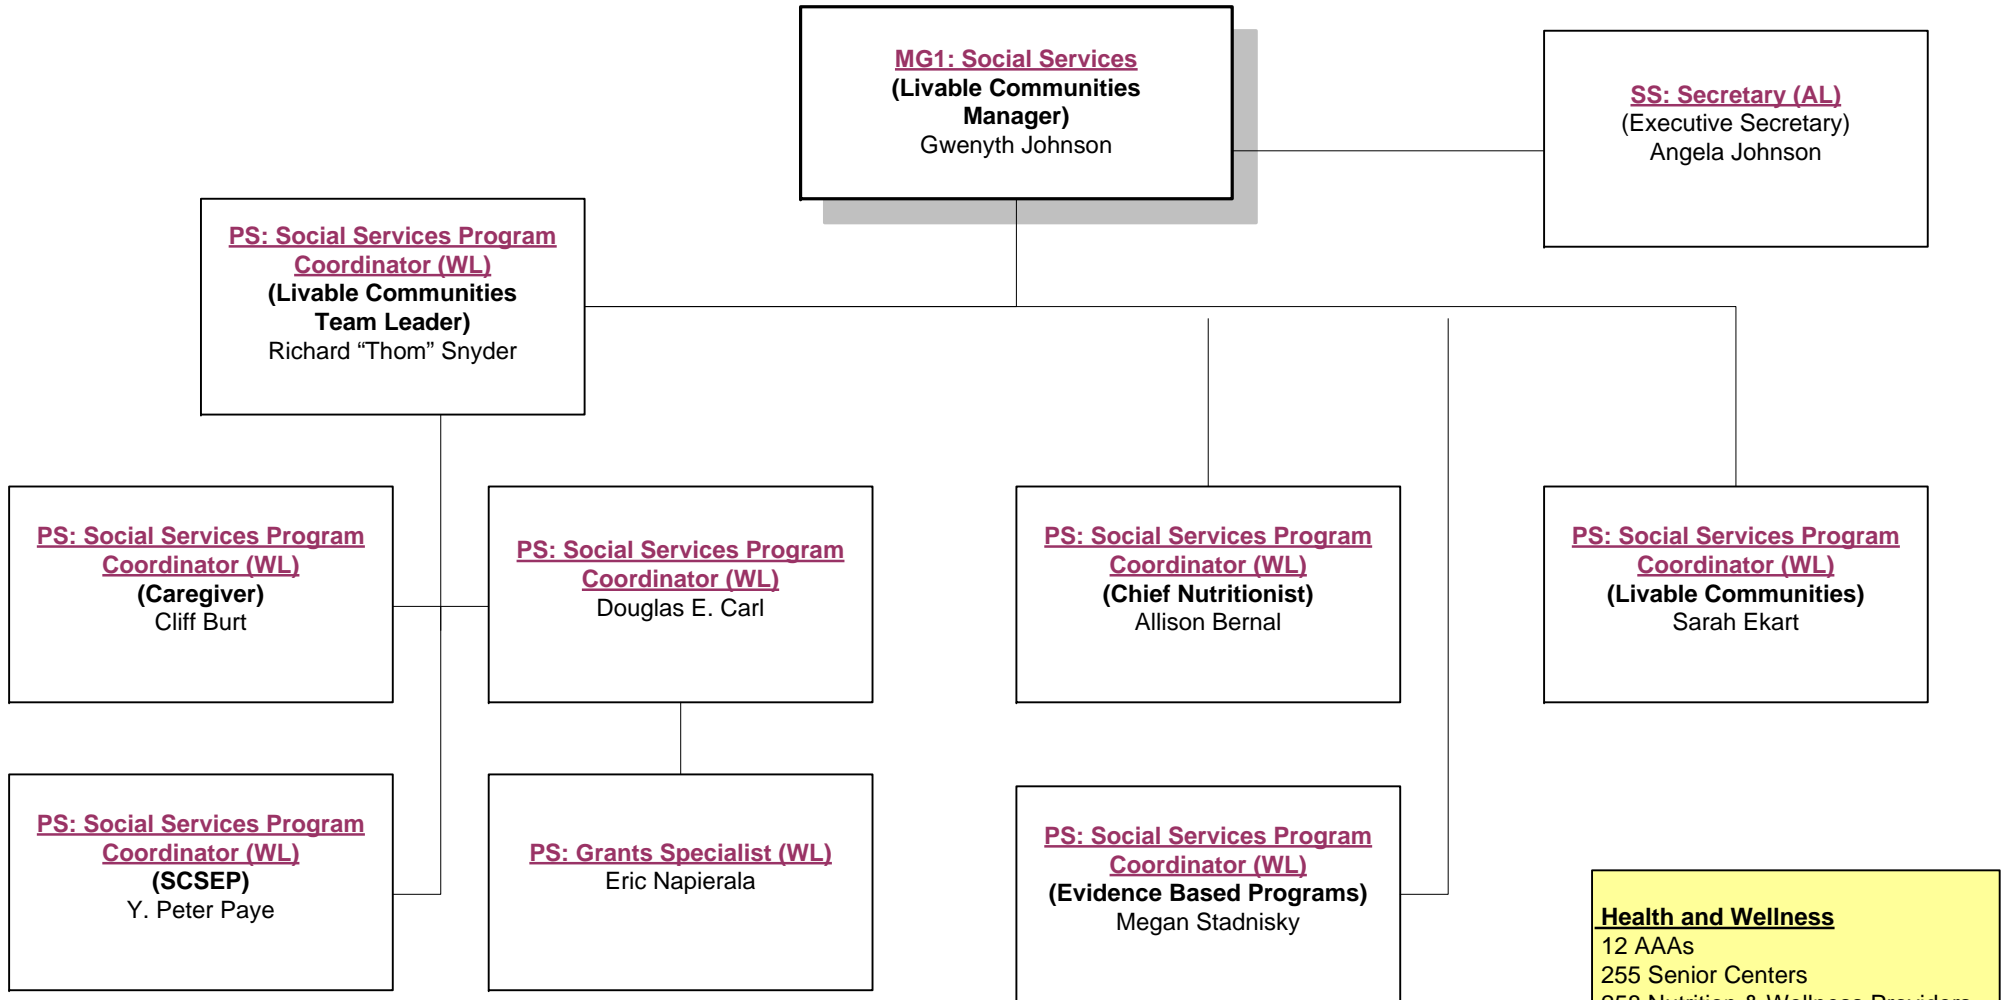 MG1: Social Services
(Livable Communities
Manager)
Gwenyth Johnson
SS: Secretary (AL)
(Executive Secretary)
Angela Johnson
PS: Social Services Program
Coordinator (WL)
(Livable Communities
Team Leader)
Richard “Thom” Snyder
PS: Social Services Program
Coordinator (WL)
(Caregiver)
Cliff Burt
PS: Social Services Program
Coordinator (WL)
Douglas E. Carl
PS: Social Services Program
Coordinator (WL)
(Chief Nutritionist)
Allison Bernal
PS: Social Services Program
Coordinator (WL)
(Livable Communities)
Sarah Ekart
PS: Social Services Program
Coordinator (WL)
(SCSEP)
Y. Peter Paye
PS: Grants Specialist (WL)
Eric Napierala
PS: Social Services Program
Coordinator (WL)
(Evidence Based Programs)
Megan Stadnisky
Health and Wellness
12 AAAs
255 Senior Centers
Nutrition & Wellness Providers